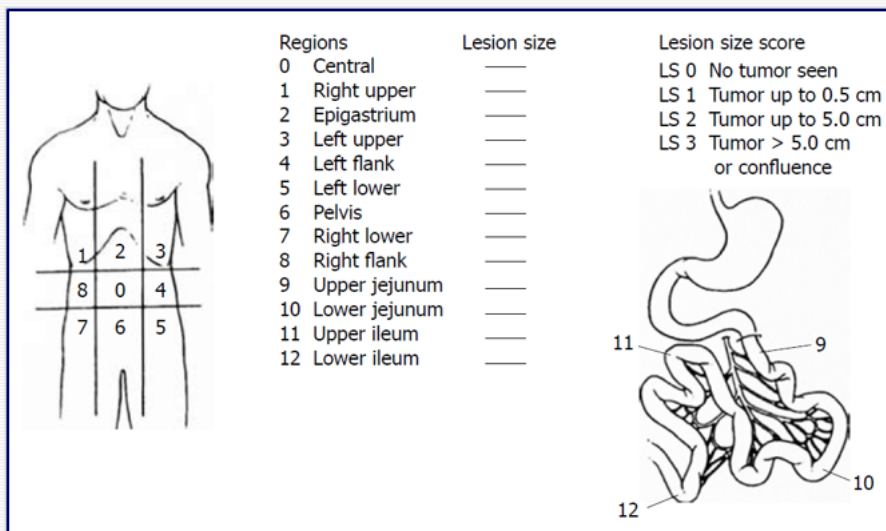 Regions Lesion size
0 Central
1 Right upper
2 Epigastrium
3 Left upper
4 Left flank
5 Left lower
6 Pelvis
7 Right lower
8 Right flank
9 Upper jejunum
10 Lower jejunum
11 Upper ileum
12 Lower ileum
Lesion size score
LS 0 No tumor seen
LS 1 Tumor up to 0.5 cm
LS 2 Tumor up to 5.0 cm
LS 3 Tumor > 5.0 cm
or confluence
1 2 3
8 0 4
7 6 5
11 9
10
12